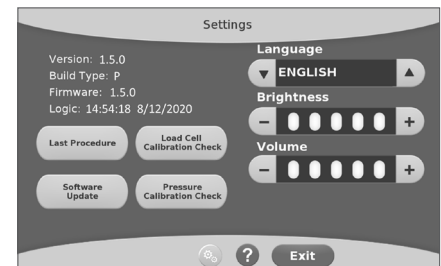 Settings
Version: 1.5.0
Build Type: P
Firmware: 1.5.0
Logic: 14:54:18 8/12/2020
Last Procedure
Load Cell
Calibration Check
Software
Update
Pressure
Calibration Check
Language
▼ ENGLISH ▲
Brightness
− +
Volume
− +
? Exit